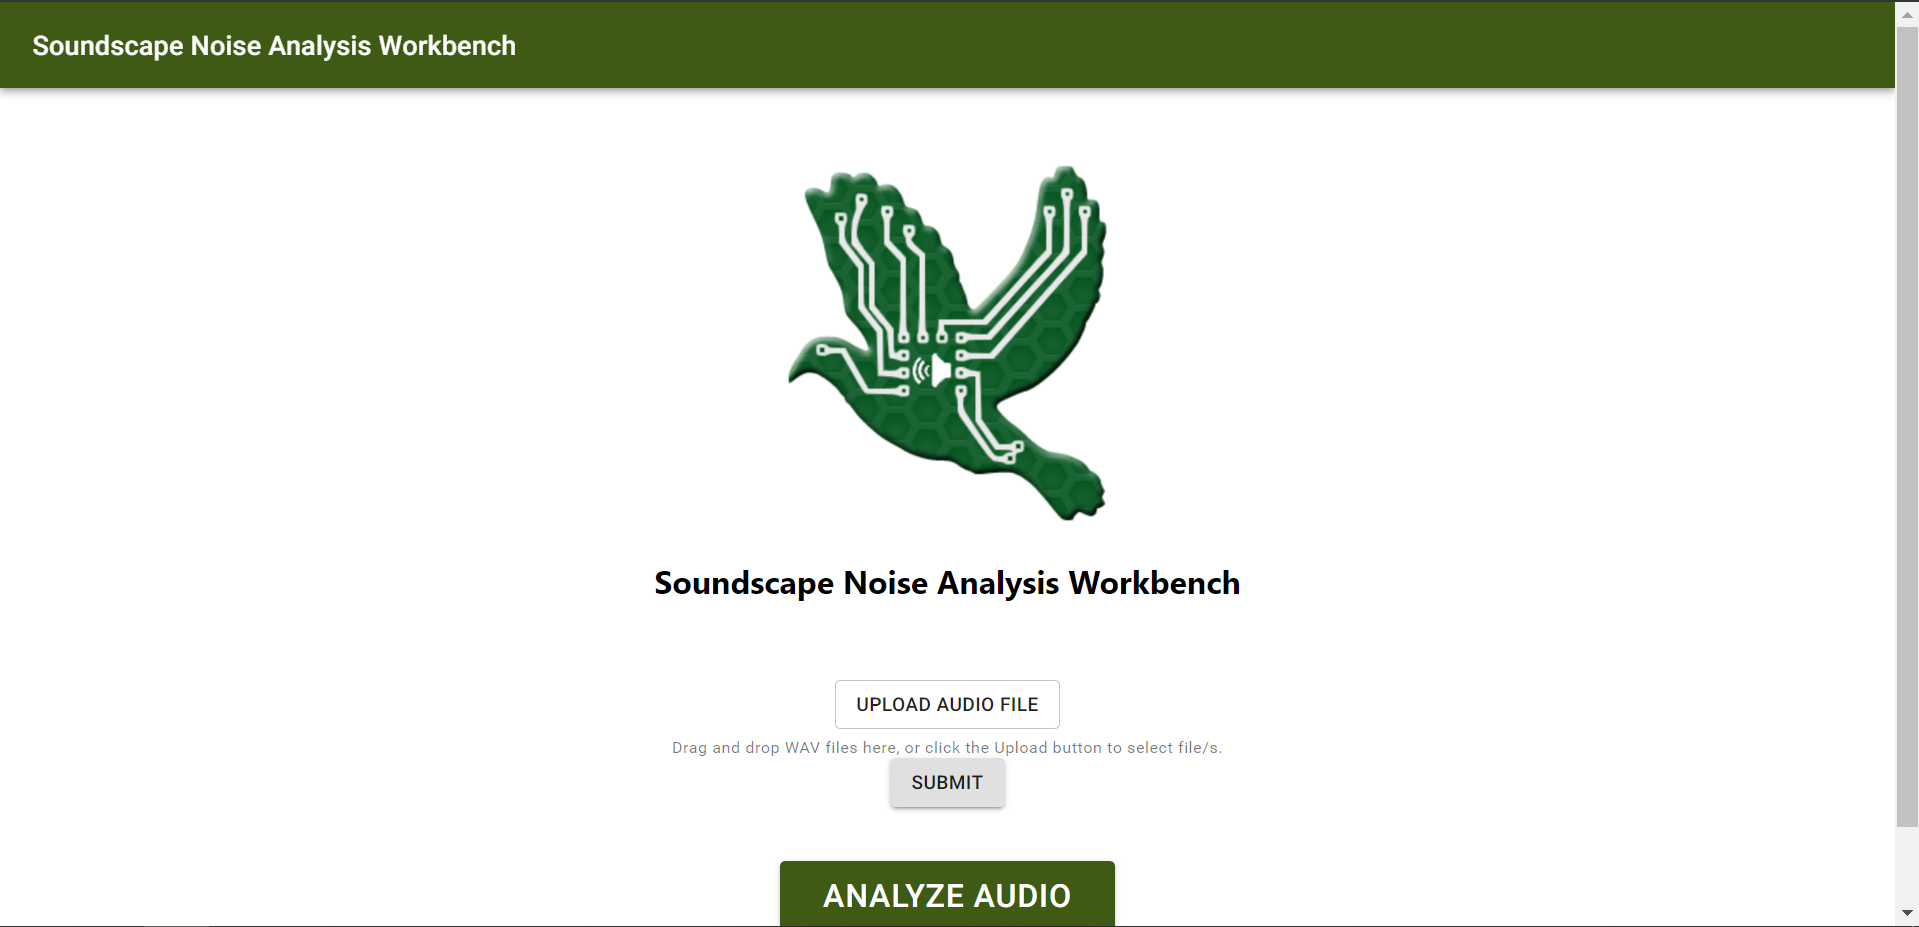 Soundscape Noise Analysis Workbench
Soundscape Noise Analysis Workbench
UPLOAD AUDIO FILE
Drag and drop WAV files here, or click the Upload button to select file/s.
SUBMIT
ANALYZE AUDIO